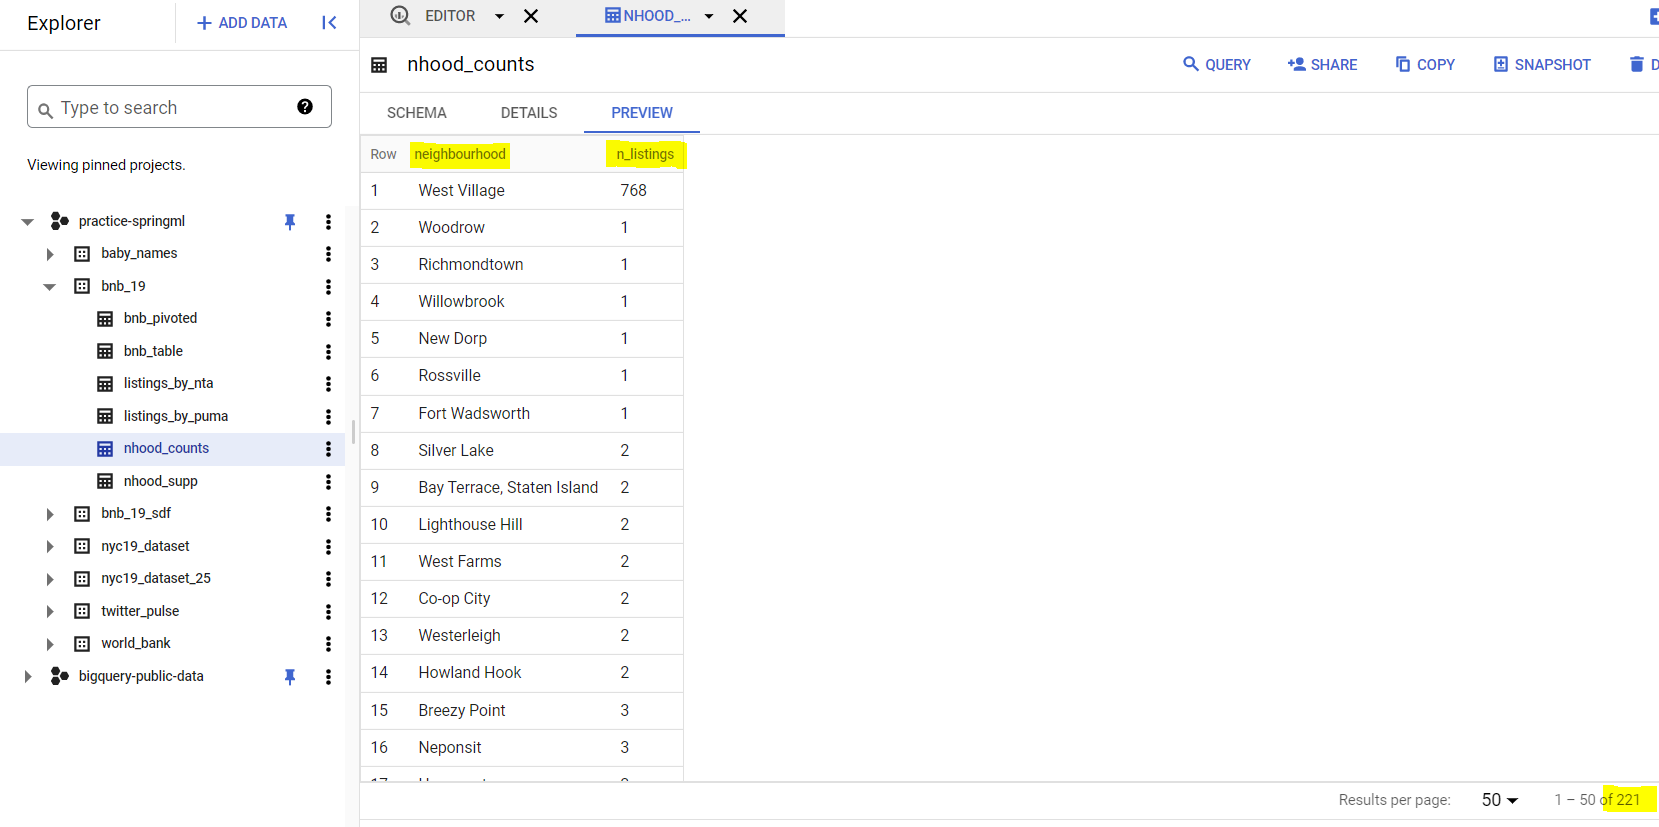 Explorer
ADD DATA
Type to search
Viewing pinned projects.
practice-springml
baby_names
bnb_19
bnb_pivoted
bnb_table
listings_by_nta
listings_by_puma
nhood_counts
nhood_supp
bnb_19_sdf
nyc19_dataset
nyc19_dataset_25
twitter_pulse
world_bank
bigquery-public-data
EDITOR
NHOOD_...
nhood_counts
QUERY SHARE COPY SNAPSHOT D
SCHEMA DETAILS PREVIEW
Row neighbourhood n_listings
1 West Village 768
2 Woodrow 1
3 Richmondtown 1
4 Willowbrook 1
5 New Dorp 1
6 Rossville 1
7 Fort Wadsworth 1
8 Silver Lake 2
9 Bay Terrace, Staten Island 2
10 Lighthouse Hill 2
11 West Farms 2
12 Co-op City 2
13 Westerleigh 2
14 Howland Hook 2
15 Breezy Point 3
16 Neponsit 3
Results per page: 50 1 – 50 of 221